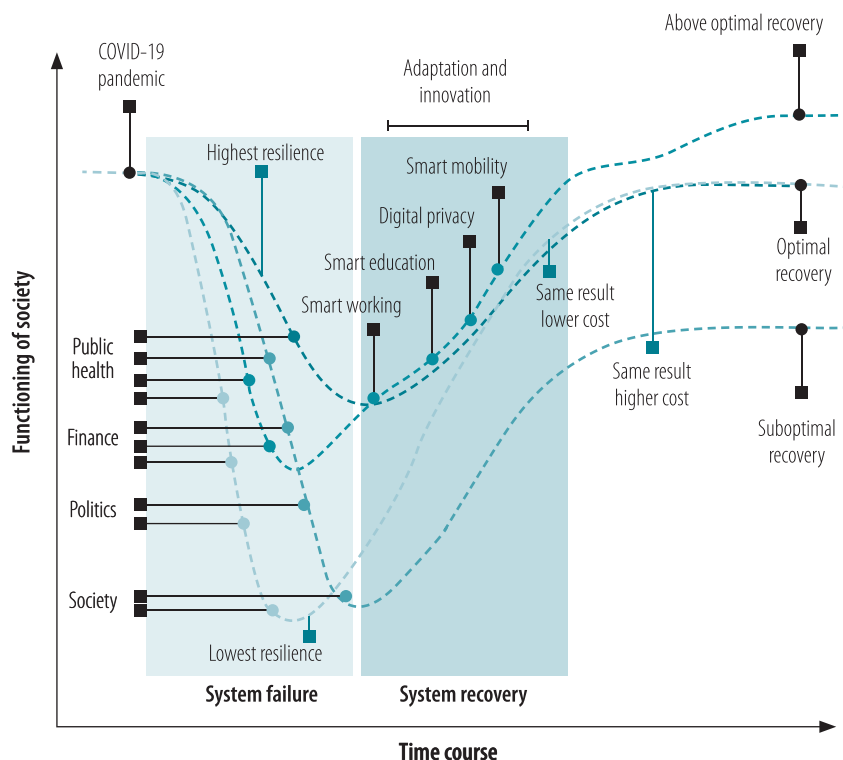 Above optimal recovery
COVID-19
pandemic
Adaptation and
innovation
Highest resilience
Smart mobility
Digital privacy
Smart education
Smart working
Optimal
recovery
Same result
lower cost
Same result
higher cost
Suboptimal
recovery
Public
health
Finance
Politics
Society
Lowest resilience
System failure
System recovery
Functioning of society
Time course